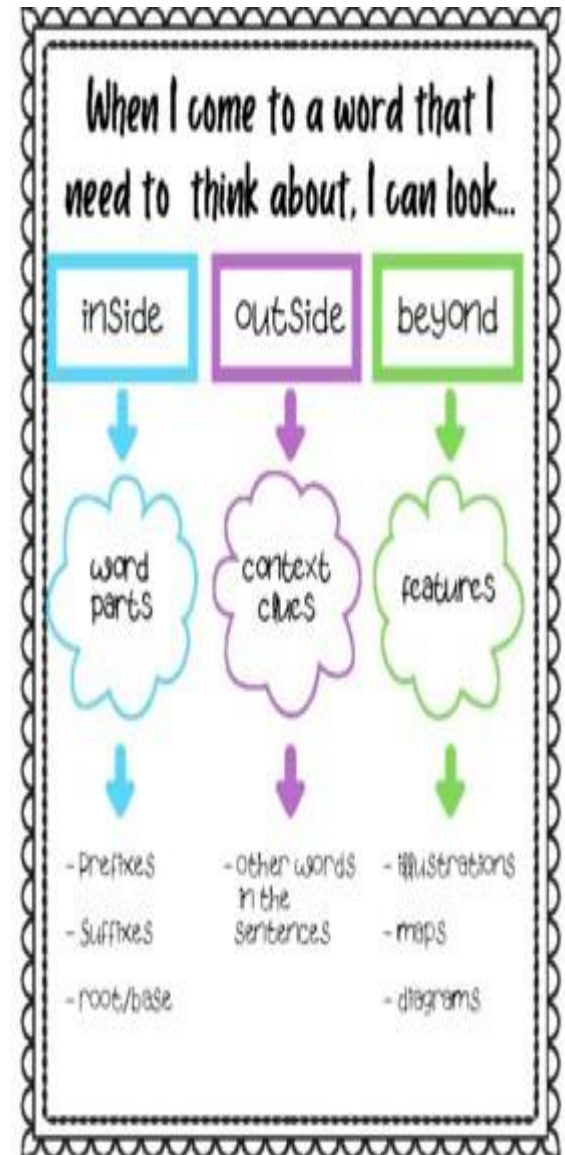 When I come to a word that I
need to think about, I can look...
inside
outside
beyond
word
parts
context
clues
features
- Prefixes
- Suffixes
- root/base
- other words
in the
sentences
- illustrations
- maps
- diagrams